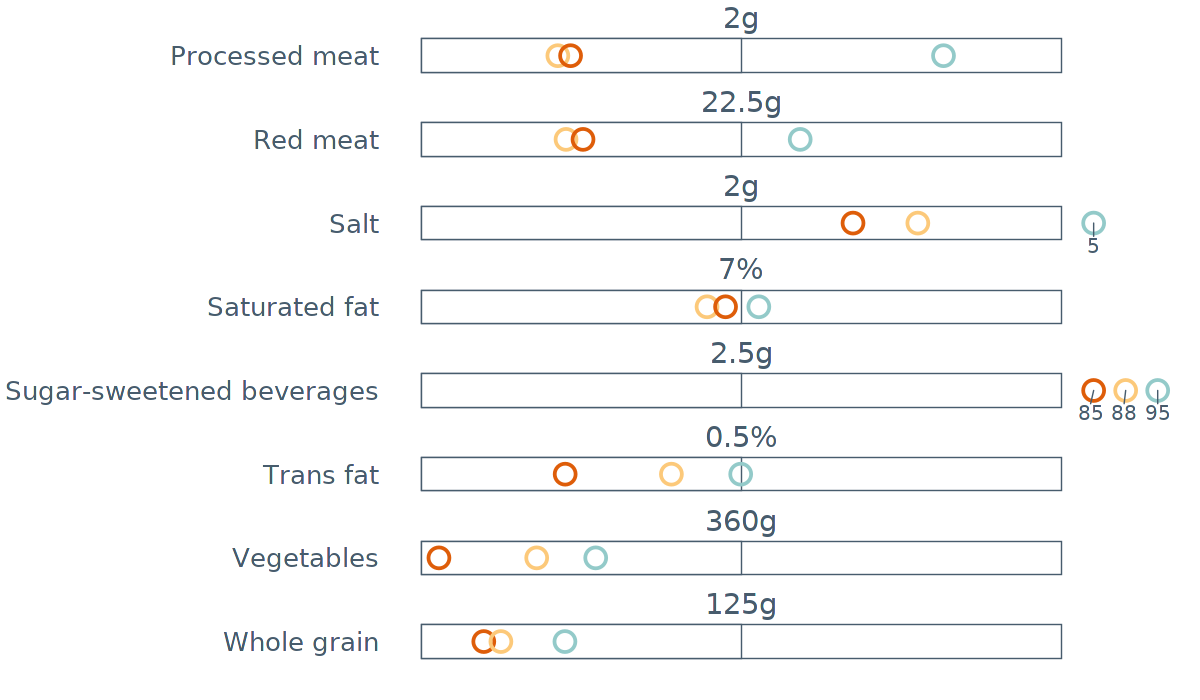 2g
Processed meat
22.5g
Red meat
2g
Salt
5
7%
Saturated fat
2.5g
Sugar-sweetened beverages
85 88 95
0.5%
Trans fat
360g
Vegetables
125g
Whole grain